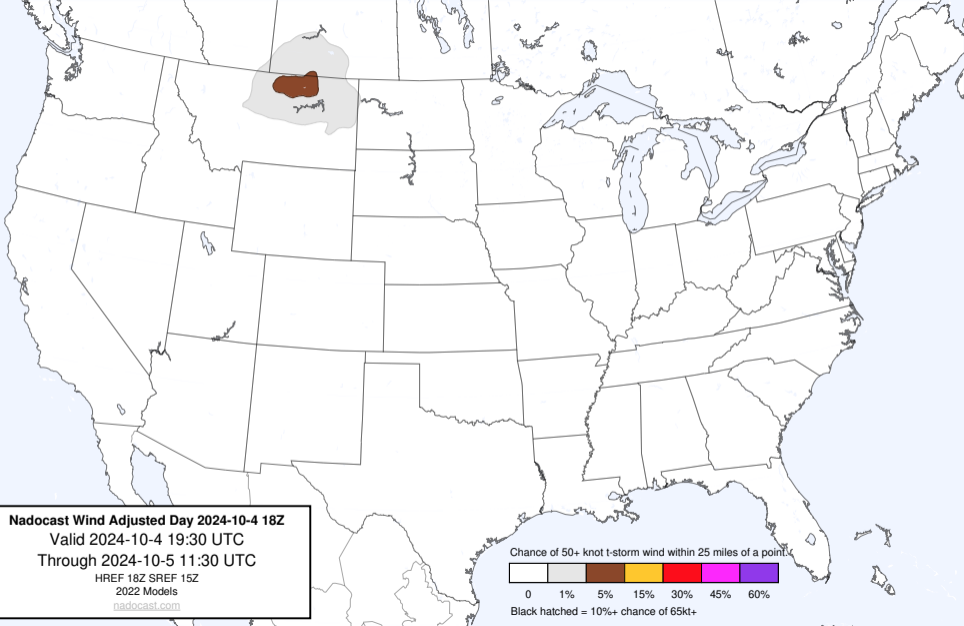 Nadocast Wind Adjusted Day 2024-10-4 18Z
Valid 2024-10-4 19:30 UTC
Through 2024-10-5 11:30 UTC
HREF 18Z SREF 15Z
2022 Models
nadocast.com
Chance of 50+ knot t-storm wind within 25 miles of a point.
0 1% 5% 15% 30% 45% 60%
Black hatched = 10%+ chance of 65kt+